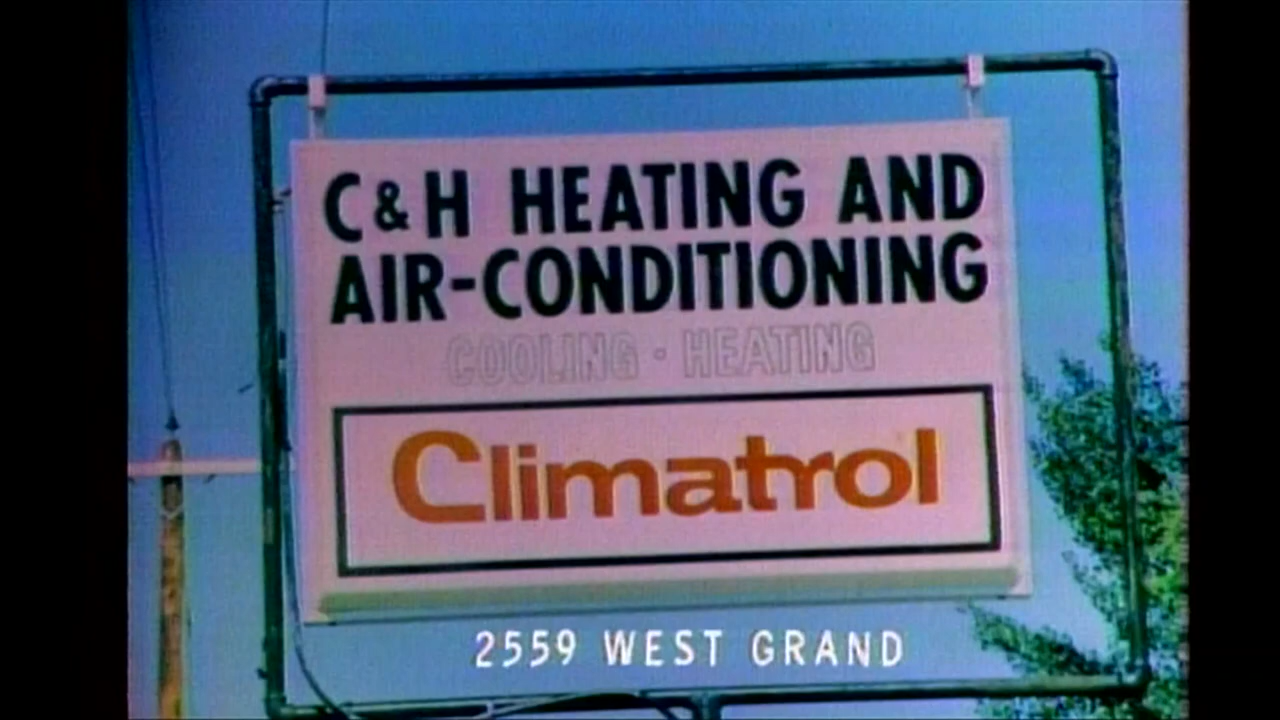 C & H HEATING AND
AIR-CONDITIONING
COOLING · HEATING
Climatrol
2559 WEST GRAND